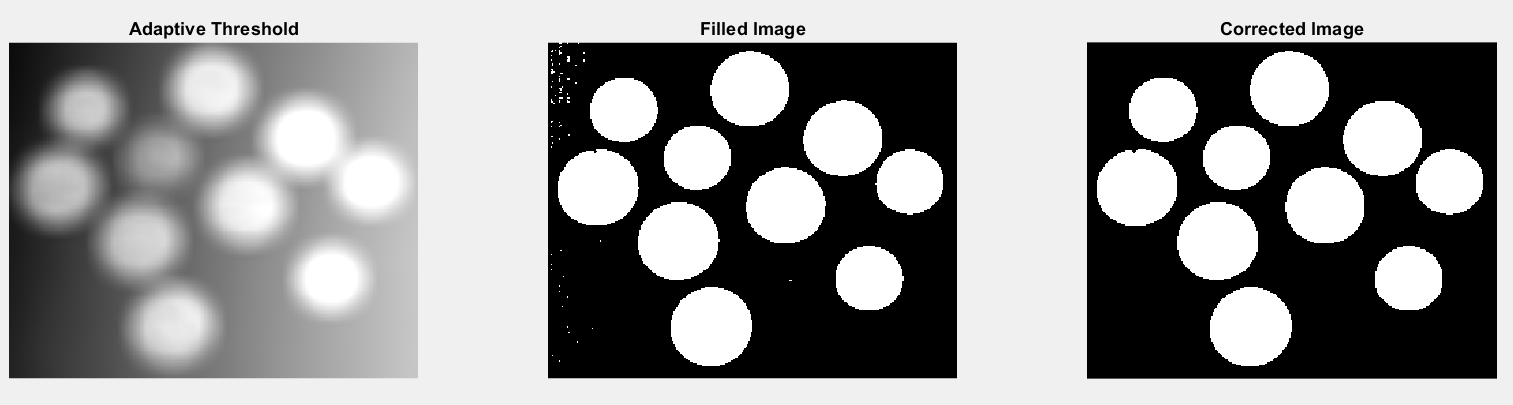 Adaptive Threshold
Filled Image
Corrected Image